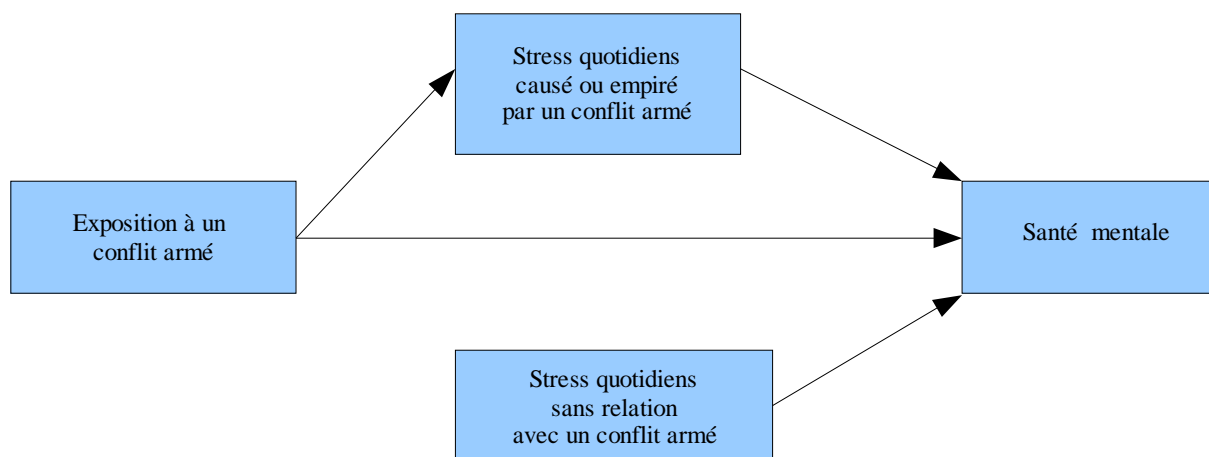 Stress quotidiens
causé ou empiré
par un conflit armé
Exposition à un
conflit armé
Santé mentale
Stress quotidiens
sans relation
avec un conflit armé